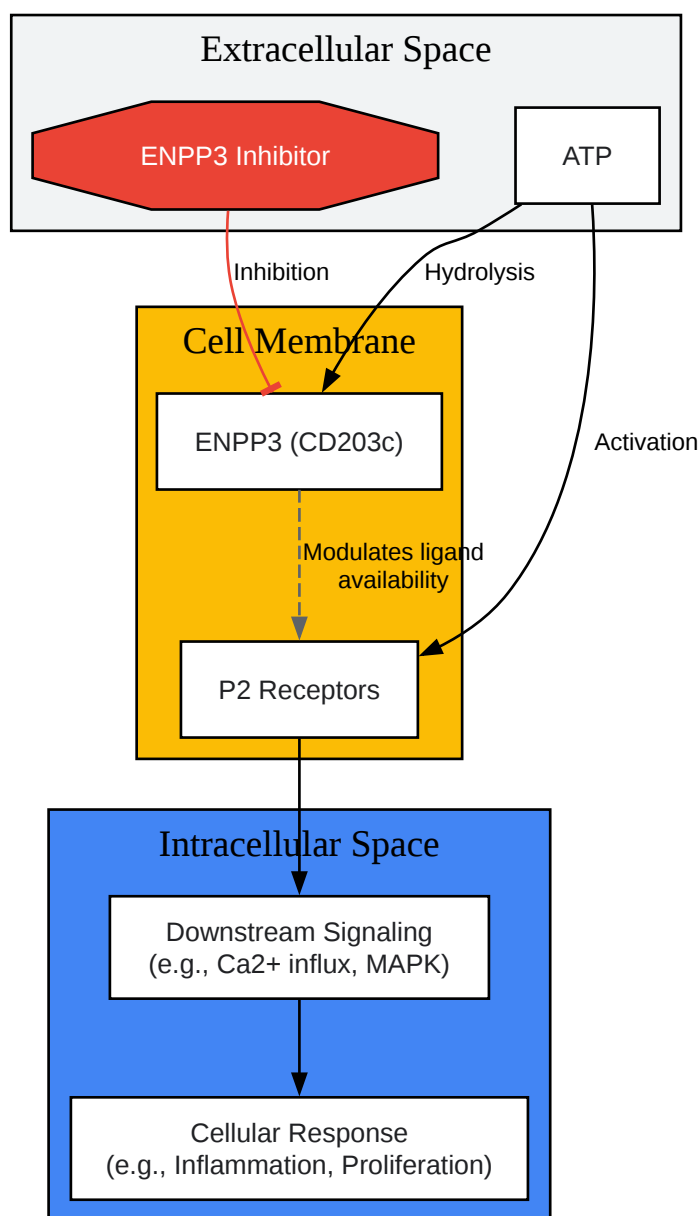 Extracellular Space
ENPP3 Inhibitor
ATP
Inhibition
Hydrolysis
Cell Membrane
ENPP3 (CD203c)
Activation
Modulates ligand
availability
P2 Receptors
Intracellular Space
Downstream Signaling
(e.g., Ca2+ influx, MAPK)
Cellular Response
(e.g., Inflammation, Proliferation)